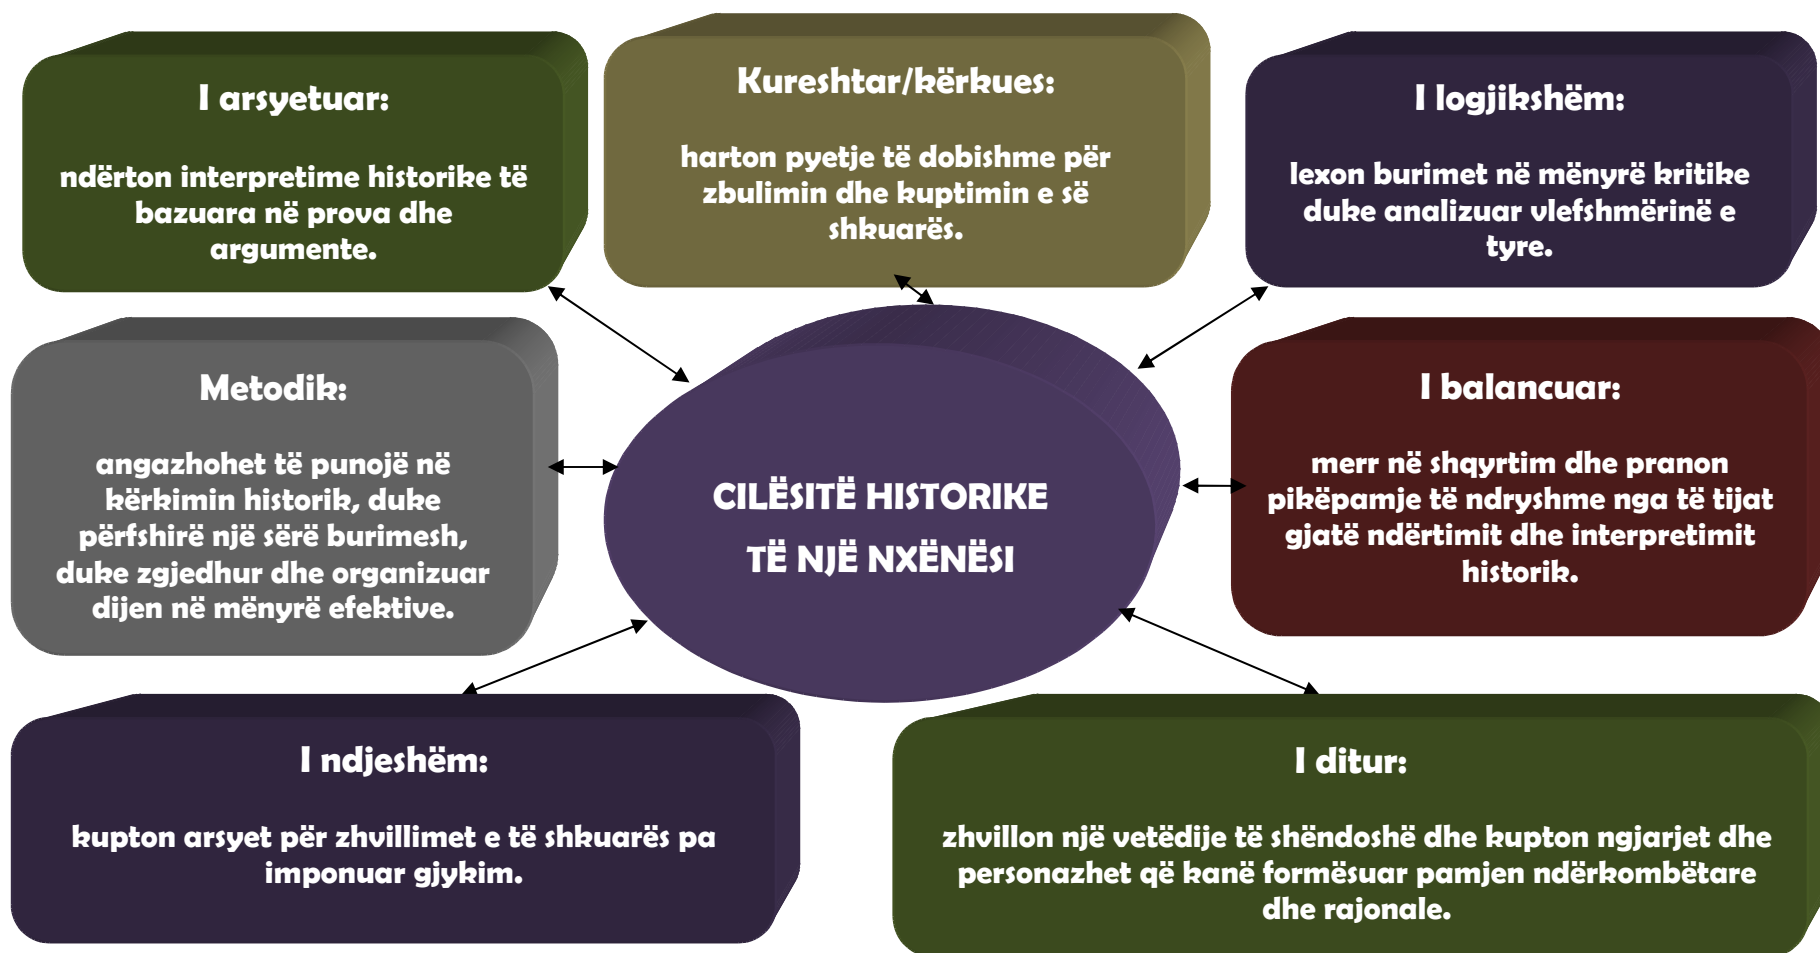 I arsyetuar:
ndërton interpretime historike të
bazuara në prova dhe
argumente.
Kureshtar/kërkues:
harton pyetje të dobishme për
zbulimin dhe kuptimin e së
shkuarës.
I logjikshëm:
lexon burimet në mënyrë kritike
duke analizuar vlefshmërinë e
tyre.
Metodik:
angazhohet të punojë në
kërkimin historik, duke
përfshirë një sërë burimesh,
duke zgjedhur dhe organizuar
dijen në mënyrë efektive.
CILËSITË HISTORIKE
TË NJË NXËNËSI
I balancuar:
merr në shqyrtim dhe pranon
pikëpamje të ndryshme nga të tijat
gjatë ndërtimit dhe interpretimit
historik.
I ndjeshëm:
kupton arsyet për zhvillimet e të shkuarës pa
imponuar gjykim.
I ditur:
zhvillon një vetëdije të shëndoshë dhe kupton ngjarjet dhe
personazhet që kanë formësuar pamjen ndërkombëtare
dhe rajonale.